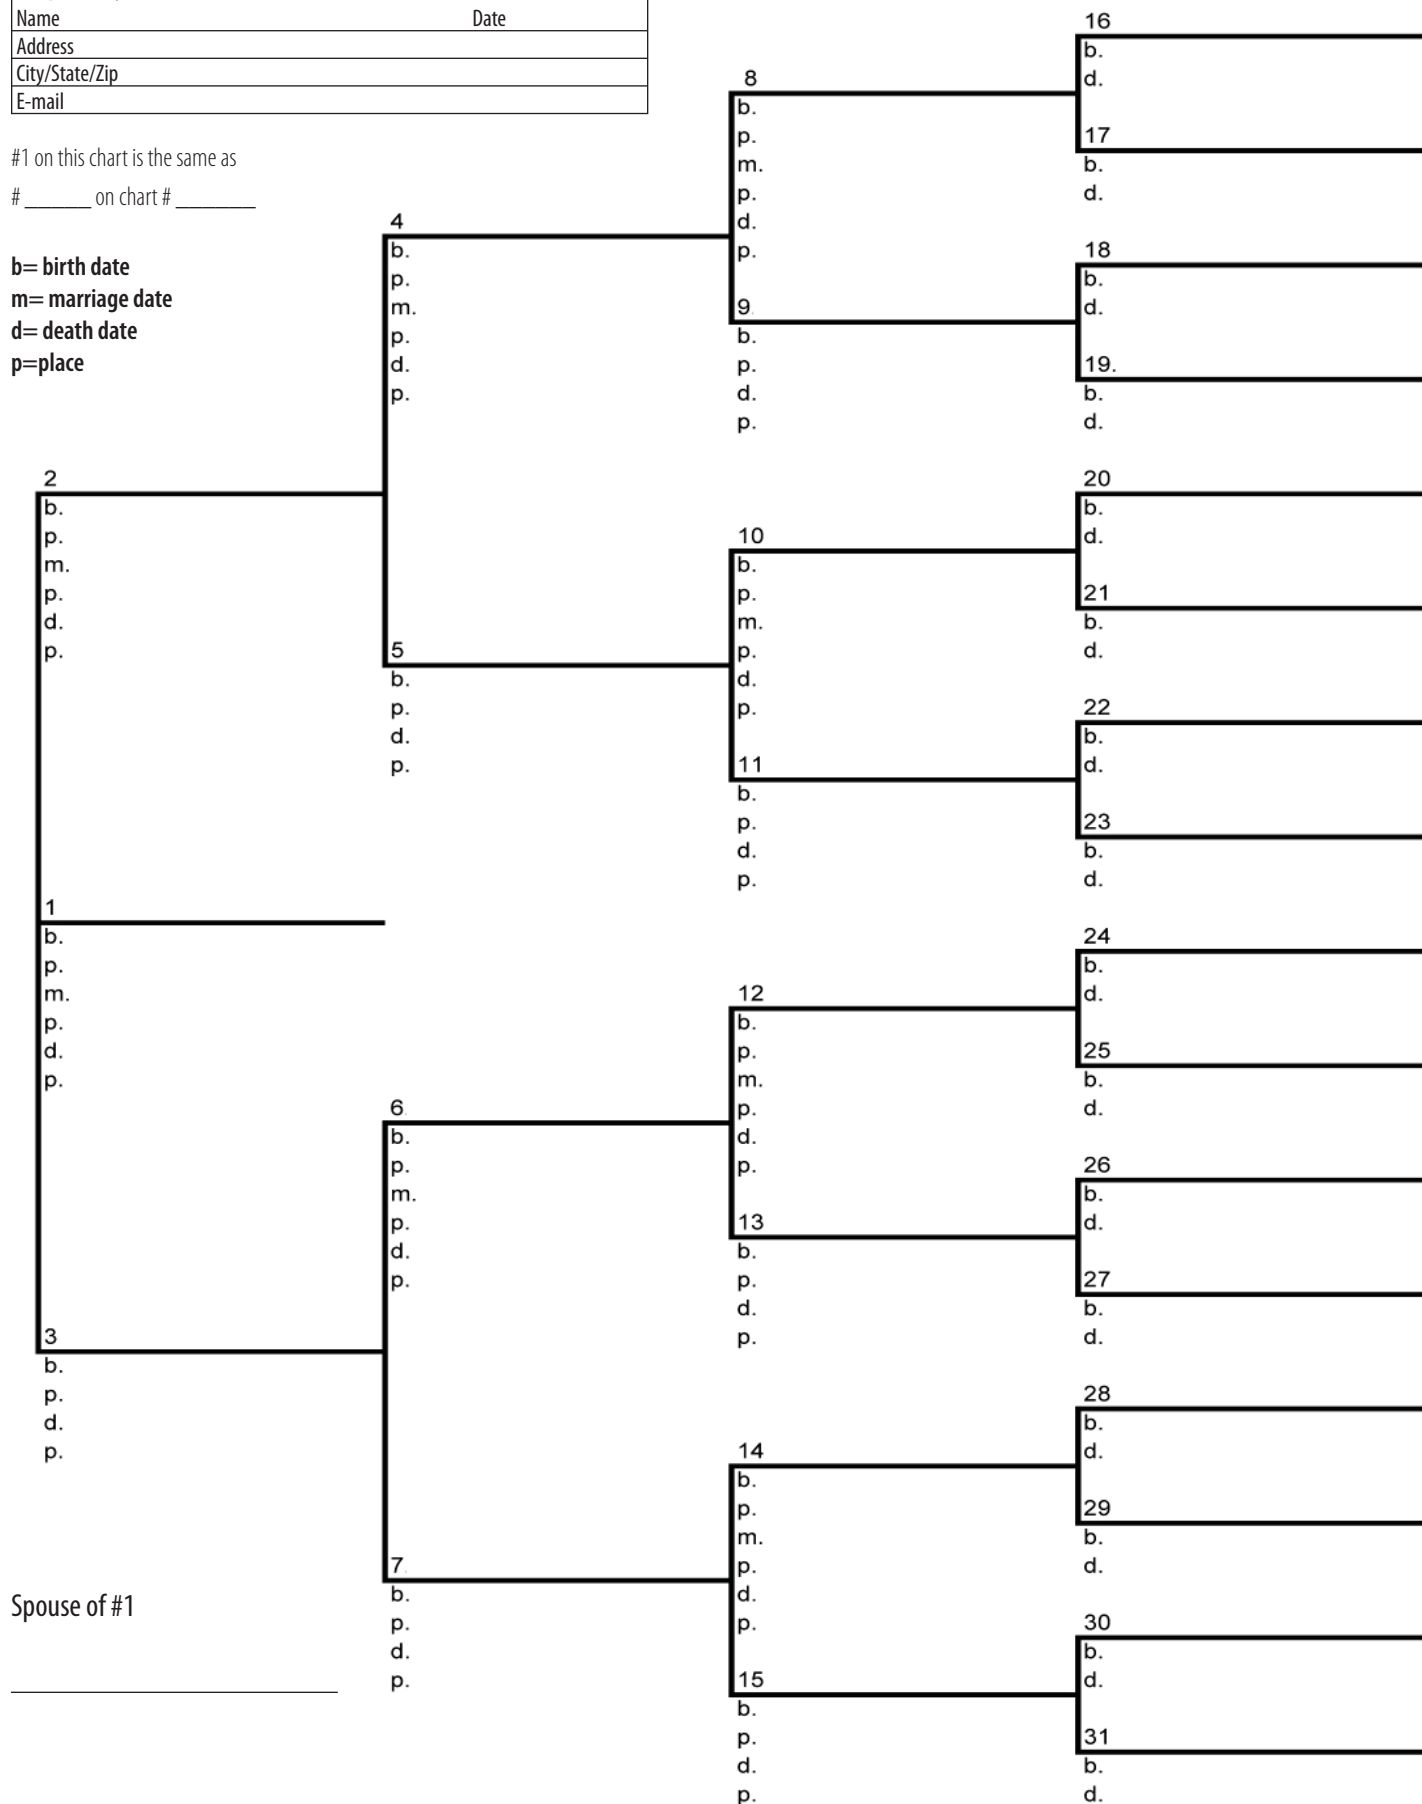 Name Date
Address
City/State/Zip
E-mail
#1 on this chart is the same as
# _____ on chart # ______
b= birth date
m= marriage date
d= death date
p=place
2
b.
p.
m.
p.
d.
p.
1
b.
p.
m.
p.
d.
p.
3
b.
p.
d.
p.
Spouse of #1
4
b.
p.
m.
p.
d.
p.
5
b.
p.
d.
p.
6.
b.
p.
m.
p.
d.
p.
7.
b.
p.
d.
p.
8
b.
p.
m.
p.
d.
p.
9.
b.
p.
d.
p.
10
b.
p.
m.
p.
d.
p.
11
b.
p.
d.
p.
12
b.
p.
m.
p.
d.
p.
13
b.
p.
d.
p.
14
b.
p.
m.
p.
d.
p.
15
b.
p.
d.
p.
16
b.
d.
17
b.
d.
18
b.
d.
19.
b.
d.
20
b.
d.
21
b.
d.
22
b.
d.
23
b.
d.
24
b.
d.
25
b.
d.
26
b.
d.
27
b.
d.
28
b.
d.
29
b.
d.
30
b.
d.
31
b.
d.